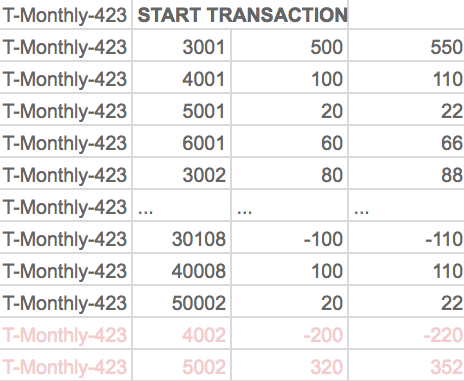 T-Monthly-423 START TRANSACTION
T-Monthly-423 3001 500 550
T-Monthly-423 4001 100 110
T-Monthly-423 5001 20 22
T-Monthly-423 6001 60 66
T-Monthly-423 3002 80 88
T-Monthly-423 ... ... ...
T-Monthly-423 30108 -100 -110
T-Monthly-423 40008 100 110
T-Monthly-423 50002 20 22
T-Monthly-423 4002 -200 -220
T-Monthly-423 5002 320 352